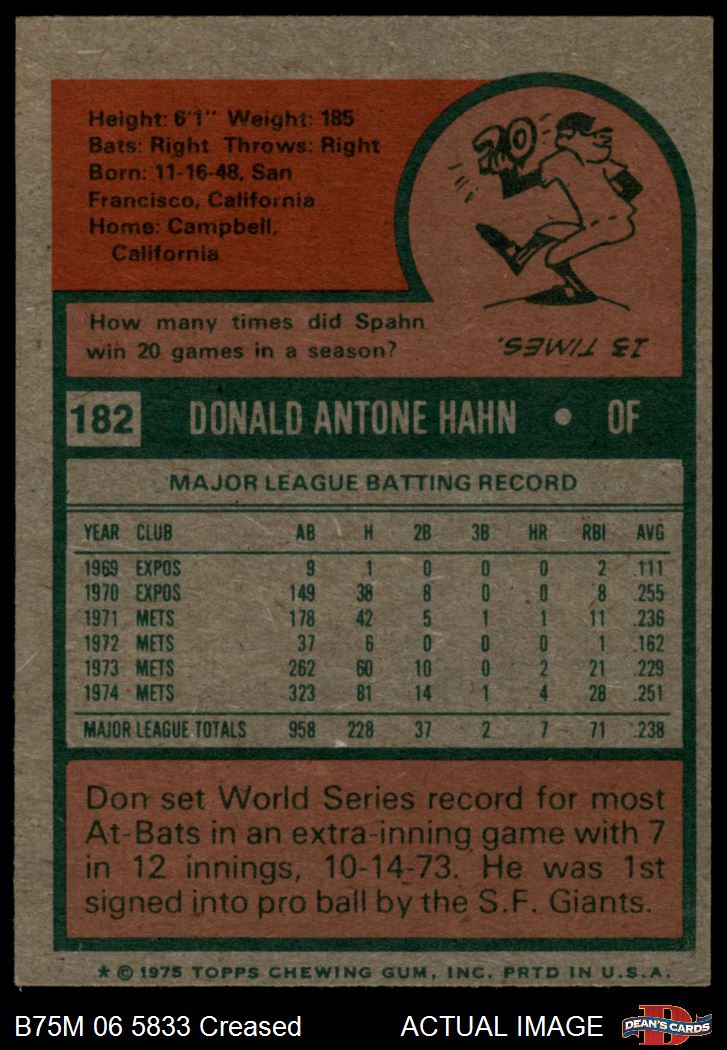 Height: 6'1" Weight: 185
Bats: Right Throws: Right
Born: 11-16-48, San
Francisco, California
Home: Campbell,
California
20
How many times did Spahn
win 20 games in a season?
13 TIMES.
182 DONALD ANTONE HAHN • OF
MAJOR LEAGUE BATTING RECORD
YEAR CLUB AB H 2B 3B HR RBI AVG
1969 EXPOS 9 1 0 0 0 2 .111
1970 EXPOS 149 38 8 0 0 8 .255
1971 METS 178 42 5 1 1 11 .236
1972 METS 37 6 0 0 0 1 .162
1973 METS 262 60 10 0 2 21 .229
1974 METS 323 81 14 1 4 28 .251
MAJOR LEAGUE TOTALS 958 228 37 2 7 71 .238
Don set World Series record for most
At-Bats in an extra-inning game with 7
in 12 innings, 10-14-73. He was 1st
signed into pro ball by the S.F. Giants.
* © 1975 TOPPS CHEWING GUM, INC. PRTD IN U.S.A.
B75M 06 5833 Creased ACTUAL IMAGE
D
DEAN'S CARDS